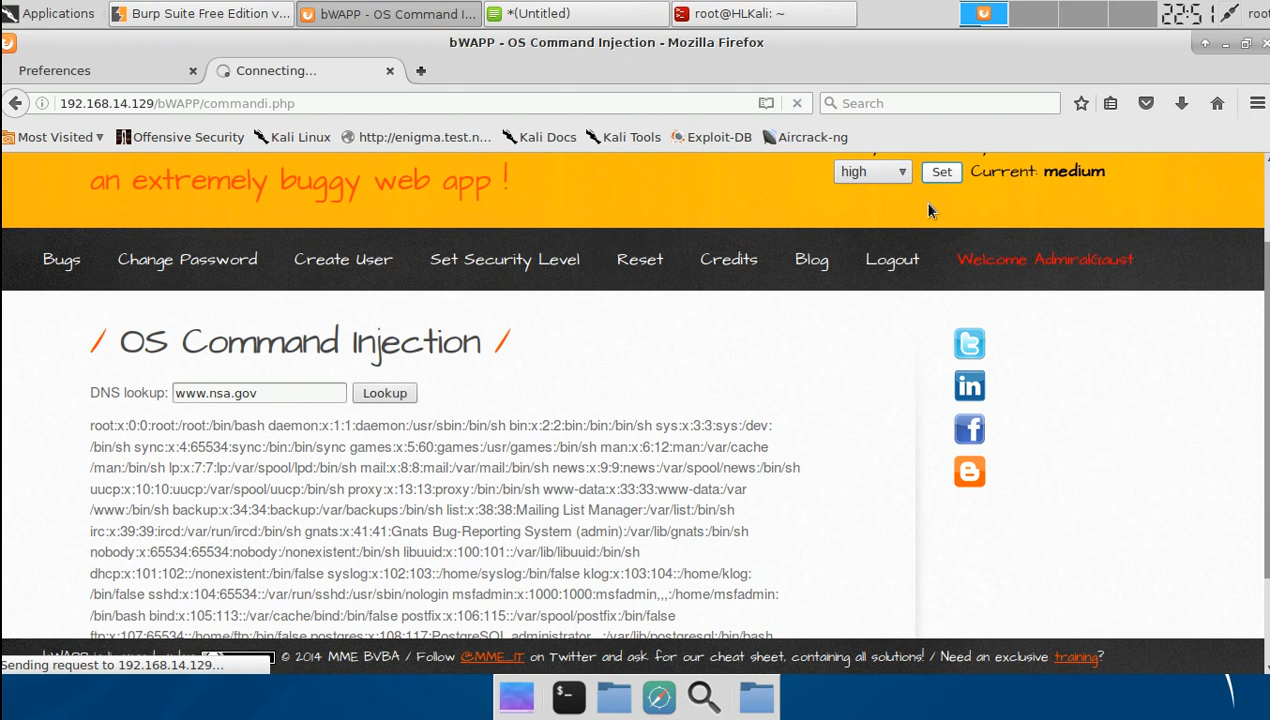 Applications Burp Suite Free Edition v... bWAPP - OS Command I... *(Untitled) root@HLKali: ~ 22:51 root
bWAPP - OS Command Injection - Mozilla Firefox
Preferences Connecting...
192.168.14.129/bWAPP/commandi.php Search
Most Visited Offensive Security Kali Linux http://enigma.test.n... Kali Docs Kali Tools Exploit-DB Aircrack-ng
an extremely buggy web app ! high Set Current: medium
Bugs Change Password Create User Set Security Level Reset Credits Blog Logout Welcome AdmiralGaust
/ OS Command Injection /
DNS lookup: www.nsa.gov Lookup
root:x:0:0:root:/root:/bin/bash daemon:x:1:1:daemon:/usr/sbin:/bin/sh bin:x:2:2:bin:/bin:/bin/sh sys:x:3:3:sys:/dev:
/bin/sh sync:x:4:65534:sync:/bin:/bin/sync games:x:5:60:games:/usr/games:/bin/sh man:x:6:12:man:/var/cache
/man:/bin/sh lp:x:7:7:lp:/var/spool/lpd:/bin/sh mail:x:8:8:mail:/var/mail:/bin/sh news:x:9:9:news:/var/spool/news:/bin/sh
uucp:x:10:10:uucp:/var/spool/uucp:/bin/sh proxy:x:13:13:proxy:/bin:/bin/sh www-data:x:33:33:www-data:/var
/www:/bin/sh backup:x:34:34:backup:/var/backups:/bin/sh list:x:38:38:Mailing List Manager:/var/list:/bin/sh
irc:x:39:39:ircd:/var/run/ircd:/bin/sh gnats:x:41:41:Gnats Bug-Reporting System (admin):/var/lib/gnats:/bin/sh
nobody:x:65534:65534:nobody:/nonexistent:/bin/sh libuuid:x:100:101::/var/lib/libuuid:/bin/sh
dhcp:x:101:102::/nonexistent:/bin/false syslog:x:102:103::/home/syslog:/bin/false klog:x:103:104::/home/klog:
/bin/false sshd:x:104:65534::/var/run/sshd:/usr/sbin/nologin msfadmin:x:1000:1000:msfadmin,,,:/home/msfadmin:
/bin/bash bind:x:105:113::/var/cache/bind:/bin/false postfix:x:106:115::/var/spool/postfix:/bin/false
ftp:x:107:65534::/home/ftp:/bin/false postgres:x:108:117:PostgreSQL administrator,,,:/var/lib/postgresql:/bin/bash
© 2014 MME BVBA / Follow @MME_IT on Twitter and ask for our cheat sheet, containing all solutions! / Need an exclusive training?
Sending request to 192.168.14.129...